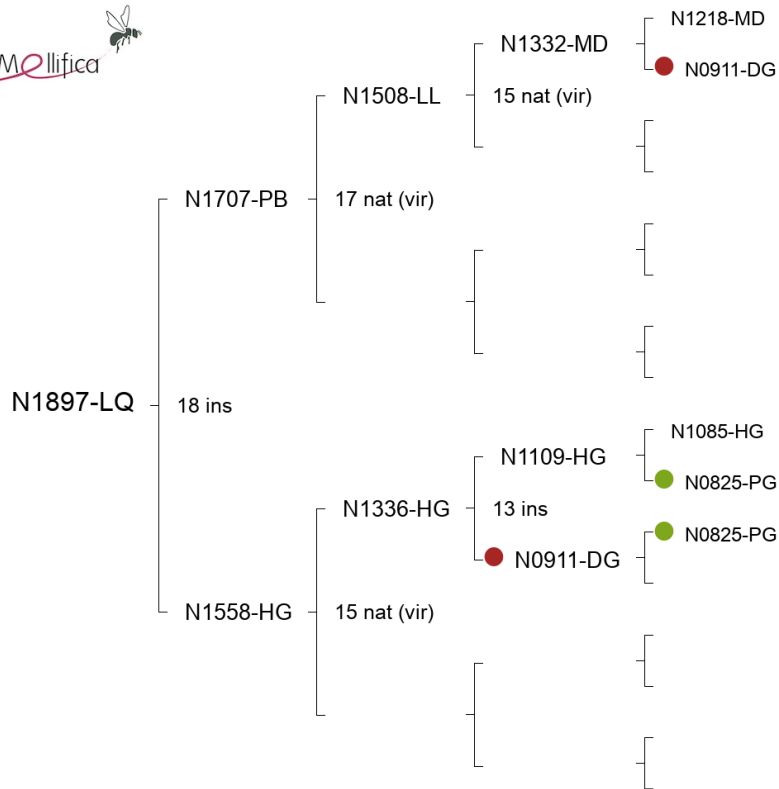 N1218-MD
Mellifica
N1332-MD
N0911-DG
N1508-LL
15 nat (vir)
N1707-PB
17 nat (vir)
N1897-LQ
18 ins
N1085-HG
N1109-HG
N0825-PG
N1336-HG
13 ins
N0825-PG
N0911-DG
N1558-HG
15 nat (vir)